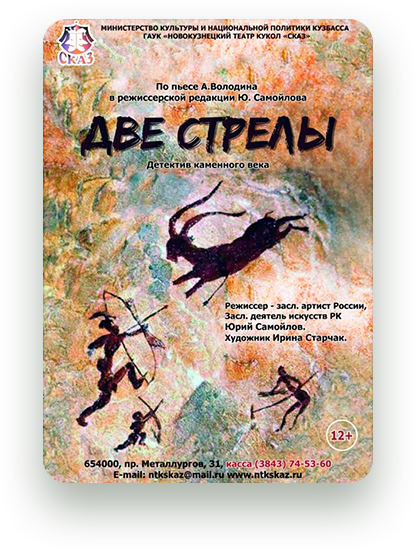 МИНИСТЕРСТВО КУЛЬТУРЫ И НАЦИОНАЛЬНОЙ ПОЛИТИКИ КУЗБАССА
ГАУК «НОВОКУЗНЕЦКИЙ ТЕАТР КУКОЛ «СКАЗ»
СКАЗ
По пьесе А.Володина
в режиссерской редакции Ю. Самойлова
ДВЕ СТРЕЛЫ
Детектив каменного века
Режиссер - засл. артист России,
Засл. деятель искусств РК
Юрий Самойлов.
Художник Ирина Старчак.
12+
654000, пр. Металлургов, 31, касса (3843) 74-53-60
E-mail: ntkskaz@mail.ru www.ntkskaz.ru